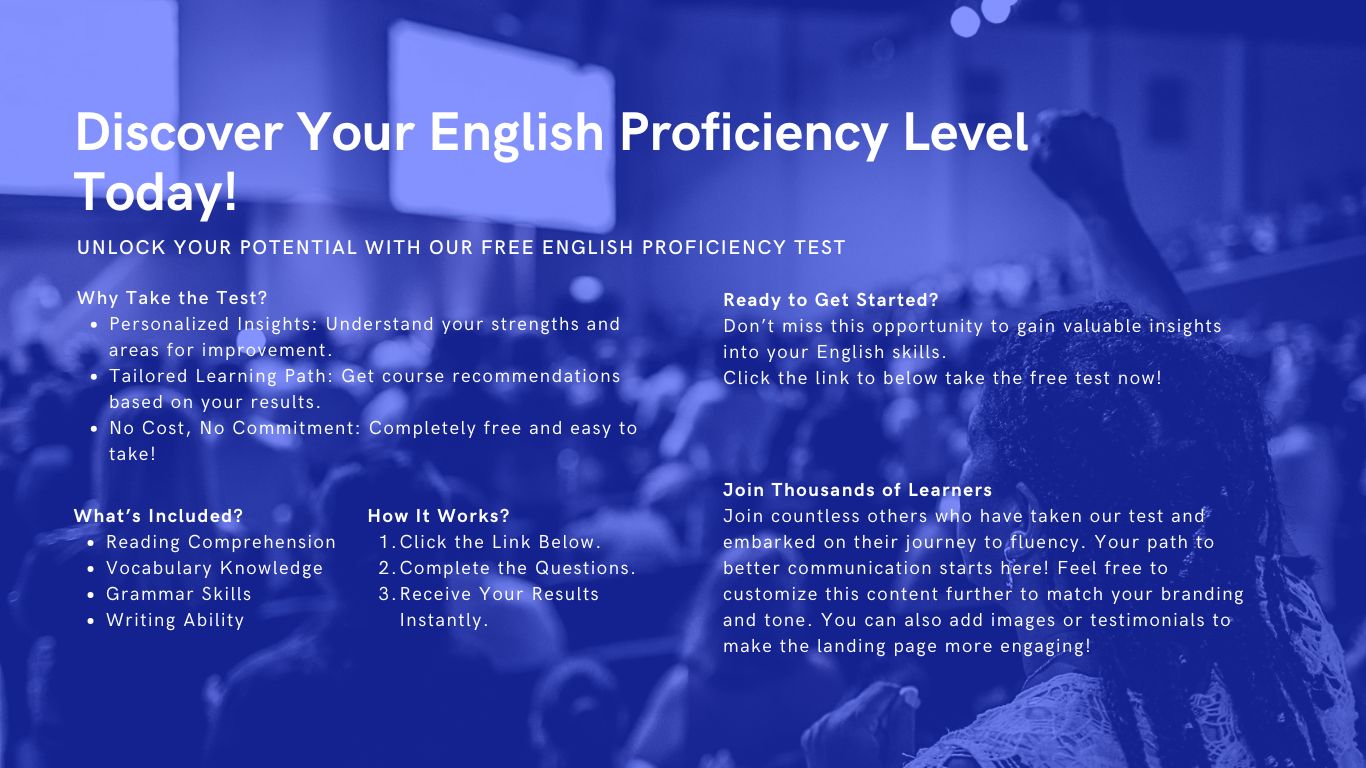 Discover Your English Proficiency Level
Today!
UNLOCK YOUR POTENTIAL WITH OUR FREE ENGLISH PROFICIENCY TEST
Why Take the Test?
• Personalized Insights: Understand your strengths and
areas for improvement.
• Tailored Learning Path: Get course recommendations
based on your results.
• No Cost, No Commitment: Completely free and easy to
take!
What’s Included?
• Reading Comprehension
• Vocabulary Knowledge
• Grammar Skills
• Writing Ability
How It Works?
1. Click the Link Below.
2. Complete the Questions.
3. Receive Your Results
Instantly.
Ready to Get Started?
Don’t miss this opportunity to gain valuable insights
into your English skills.
Click the link to below take the free test now!
Join Thousands of Learners
Join countless others who have taken our test and
embarked on their journey to fluency. Your path to
better communication starts here! Feel free to
customize this content further to match your branding
and tone. You can also add images or testimonials to
make the landing page more engaging!